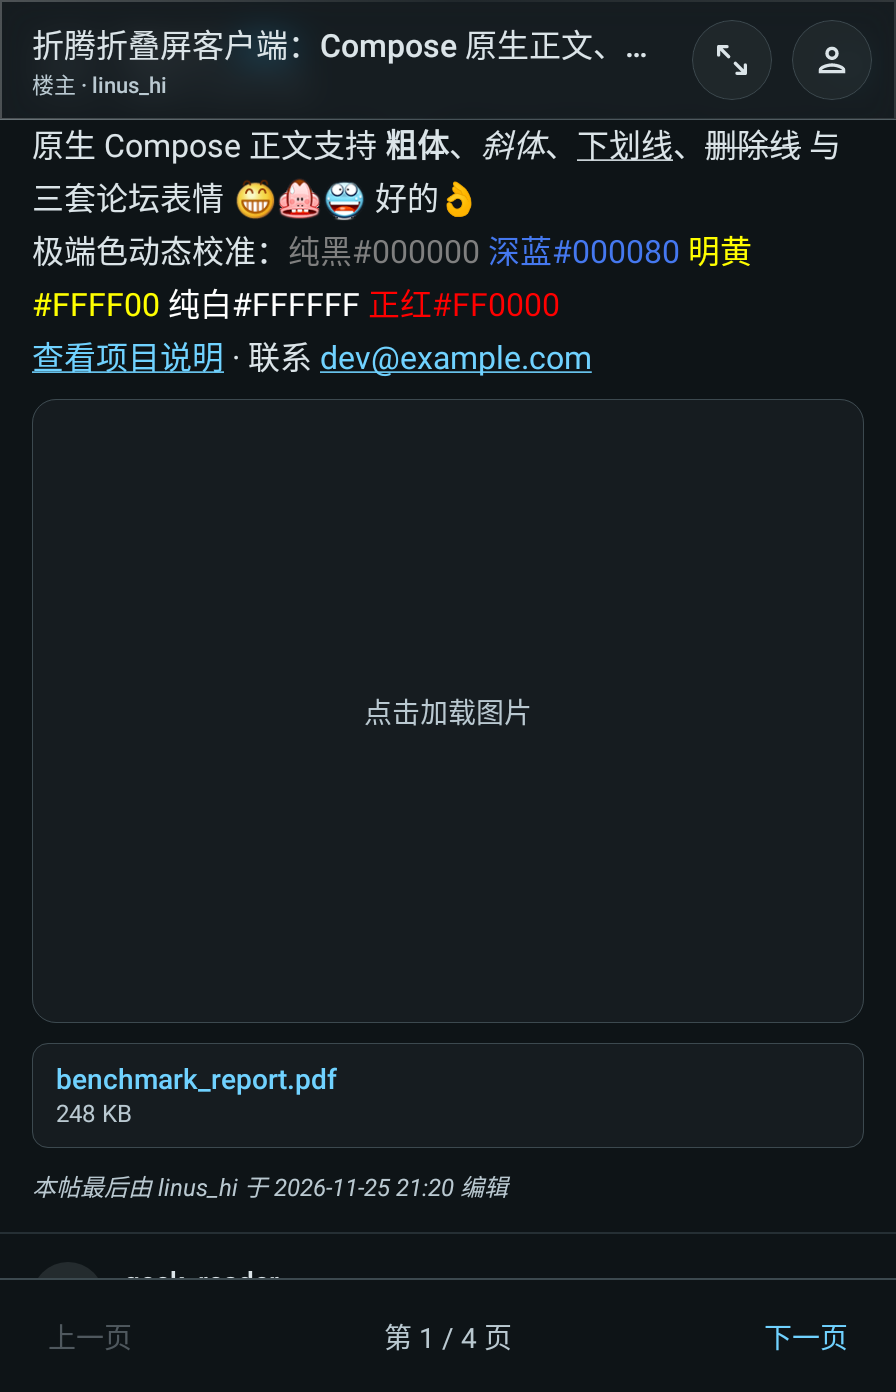 折腾折叠屏客户端：Compose 原生正文、…
楼主 · linus_hi
原生 Compose 正文支持 粗体、斜体、下划线、删除线 与
三套论坛表情 😁 好的👌
极端色动态校准：纯黑#000000 深蓝#000080 明黄
#FFFF00 纯白#FFFFFF 正红#FF0000
查看项目说明 · 联系 dev@example.com
点击加载图片
benchmark_report.pdf
248 KB
本帖最后由 linus_hi 于 2026-11-25 21:20 编辑
上一页
第 1 / 4 页
下一页